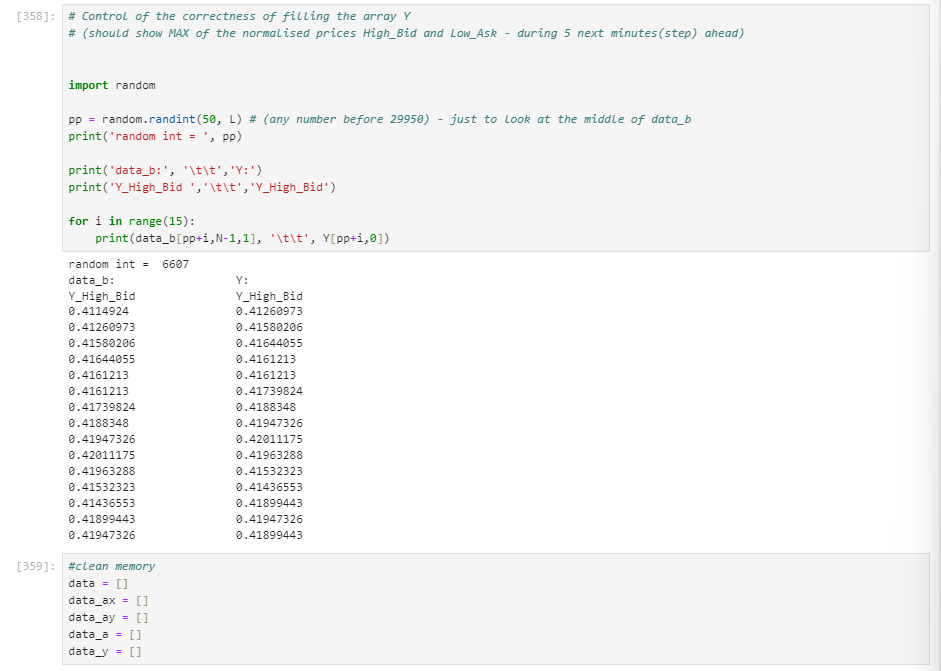 [358]: # Control of the correctness of filling the array Y
# (should show MAX of the normalised prices High_Bid and Low_Ask - during 5 next minutes(step) ahead)
import random
pp = random.randint(50, L) # (any number before 29950) - just to look at the middle of data_b
print('random int = ', pp)
print('data_b:', '\t\t','Y:')
print('Y_High_Bid ','\t\t','Y_High_Bid')
for i in range(15):
    print(data_b[pp+i,N-1,1], '\t\t', Y[pp+i,0])
random int =  6607
data_b: Y:
Y_High_Bid Y_High_Bid
0.4114924 0.41260973
0.41260973 0.41580206
0.41580206 0.41644055
0.41644055 0.4161213
0.4161213 0.4161213
0.4161213 0.41739824
0.41739824 0.4188348
0.4188348 0.41947326
0.41947326 0.42011175
0.42011175 0.41963288
0.41963288 0.41532323
0.41532323 0.41436553
0.41436553 0.41899443
0.41899443 0.41947326
0.41947326 0.41899443
[359]: #clean memory
data = []
data_ax = []
data_ay = []
data_a = []
data_y = []